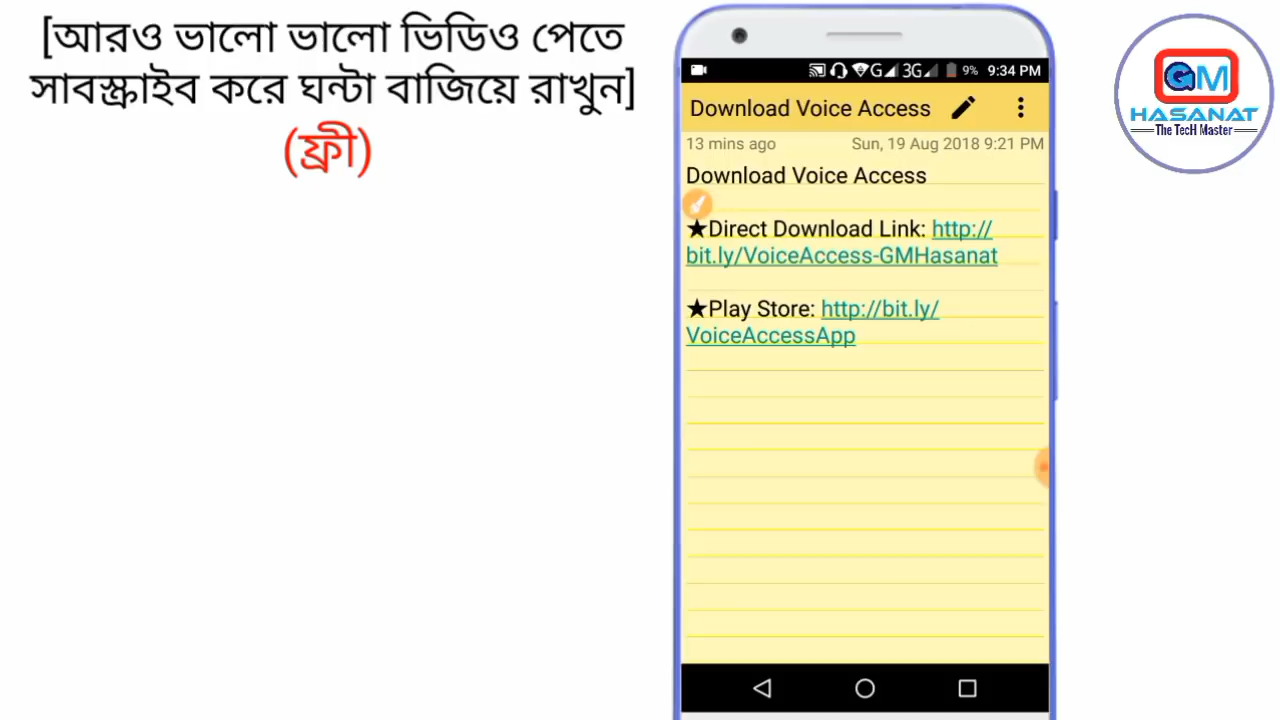 [আরও ভালো ভালো ভিডিও পেতে
সাবস্ক্রাইব করে ঘন্টা বাজিয়ে রাখুন]
(ফ্রী)
G 3G 9% 9:34 PM
Download Voice Access
13 mins ago Sun, 19 Aug 2018 9:21 PM
Download Voice Access
★Direct Download Link: http://
bit.ly/VoiceAccess-GMHasanat
★Play Store: http://bit.ly/
VoiceAccessApp
GM
HASANAT
The TecH Master